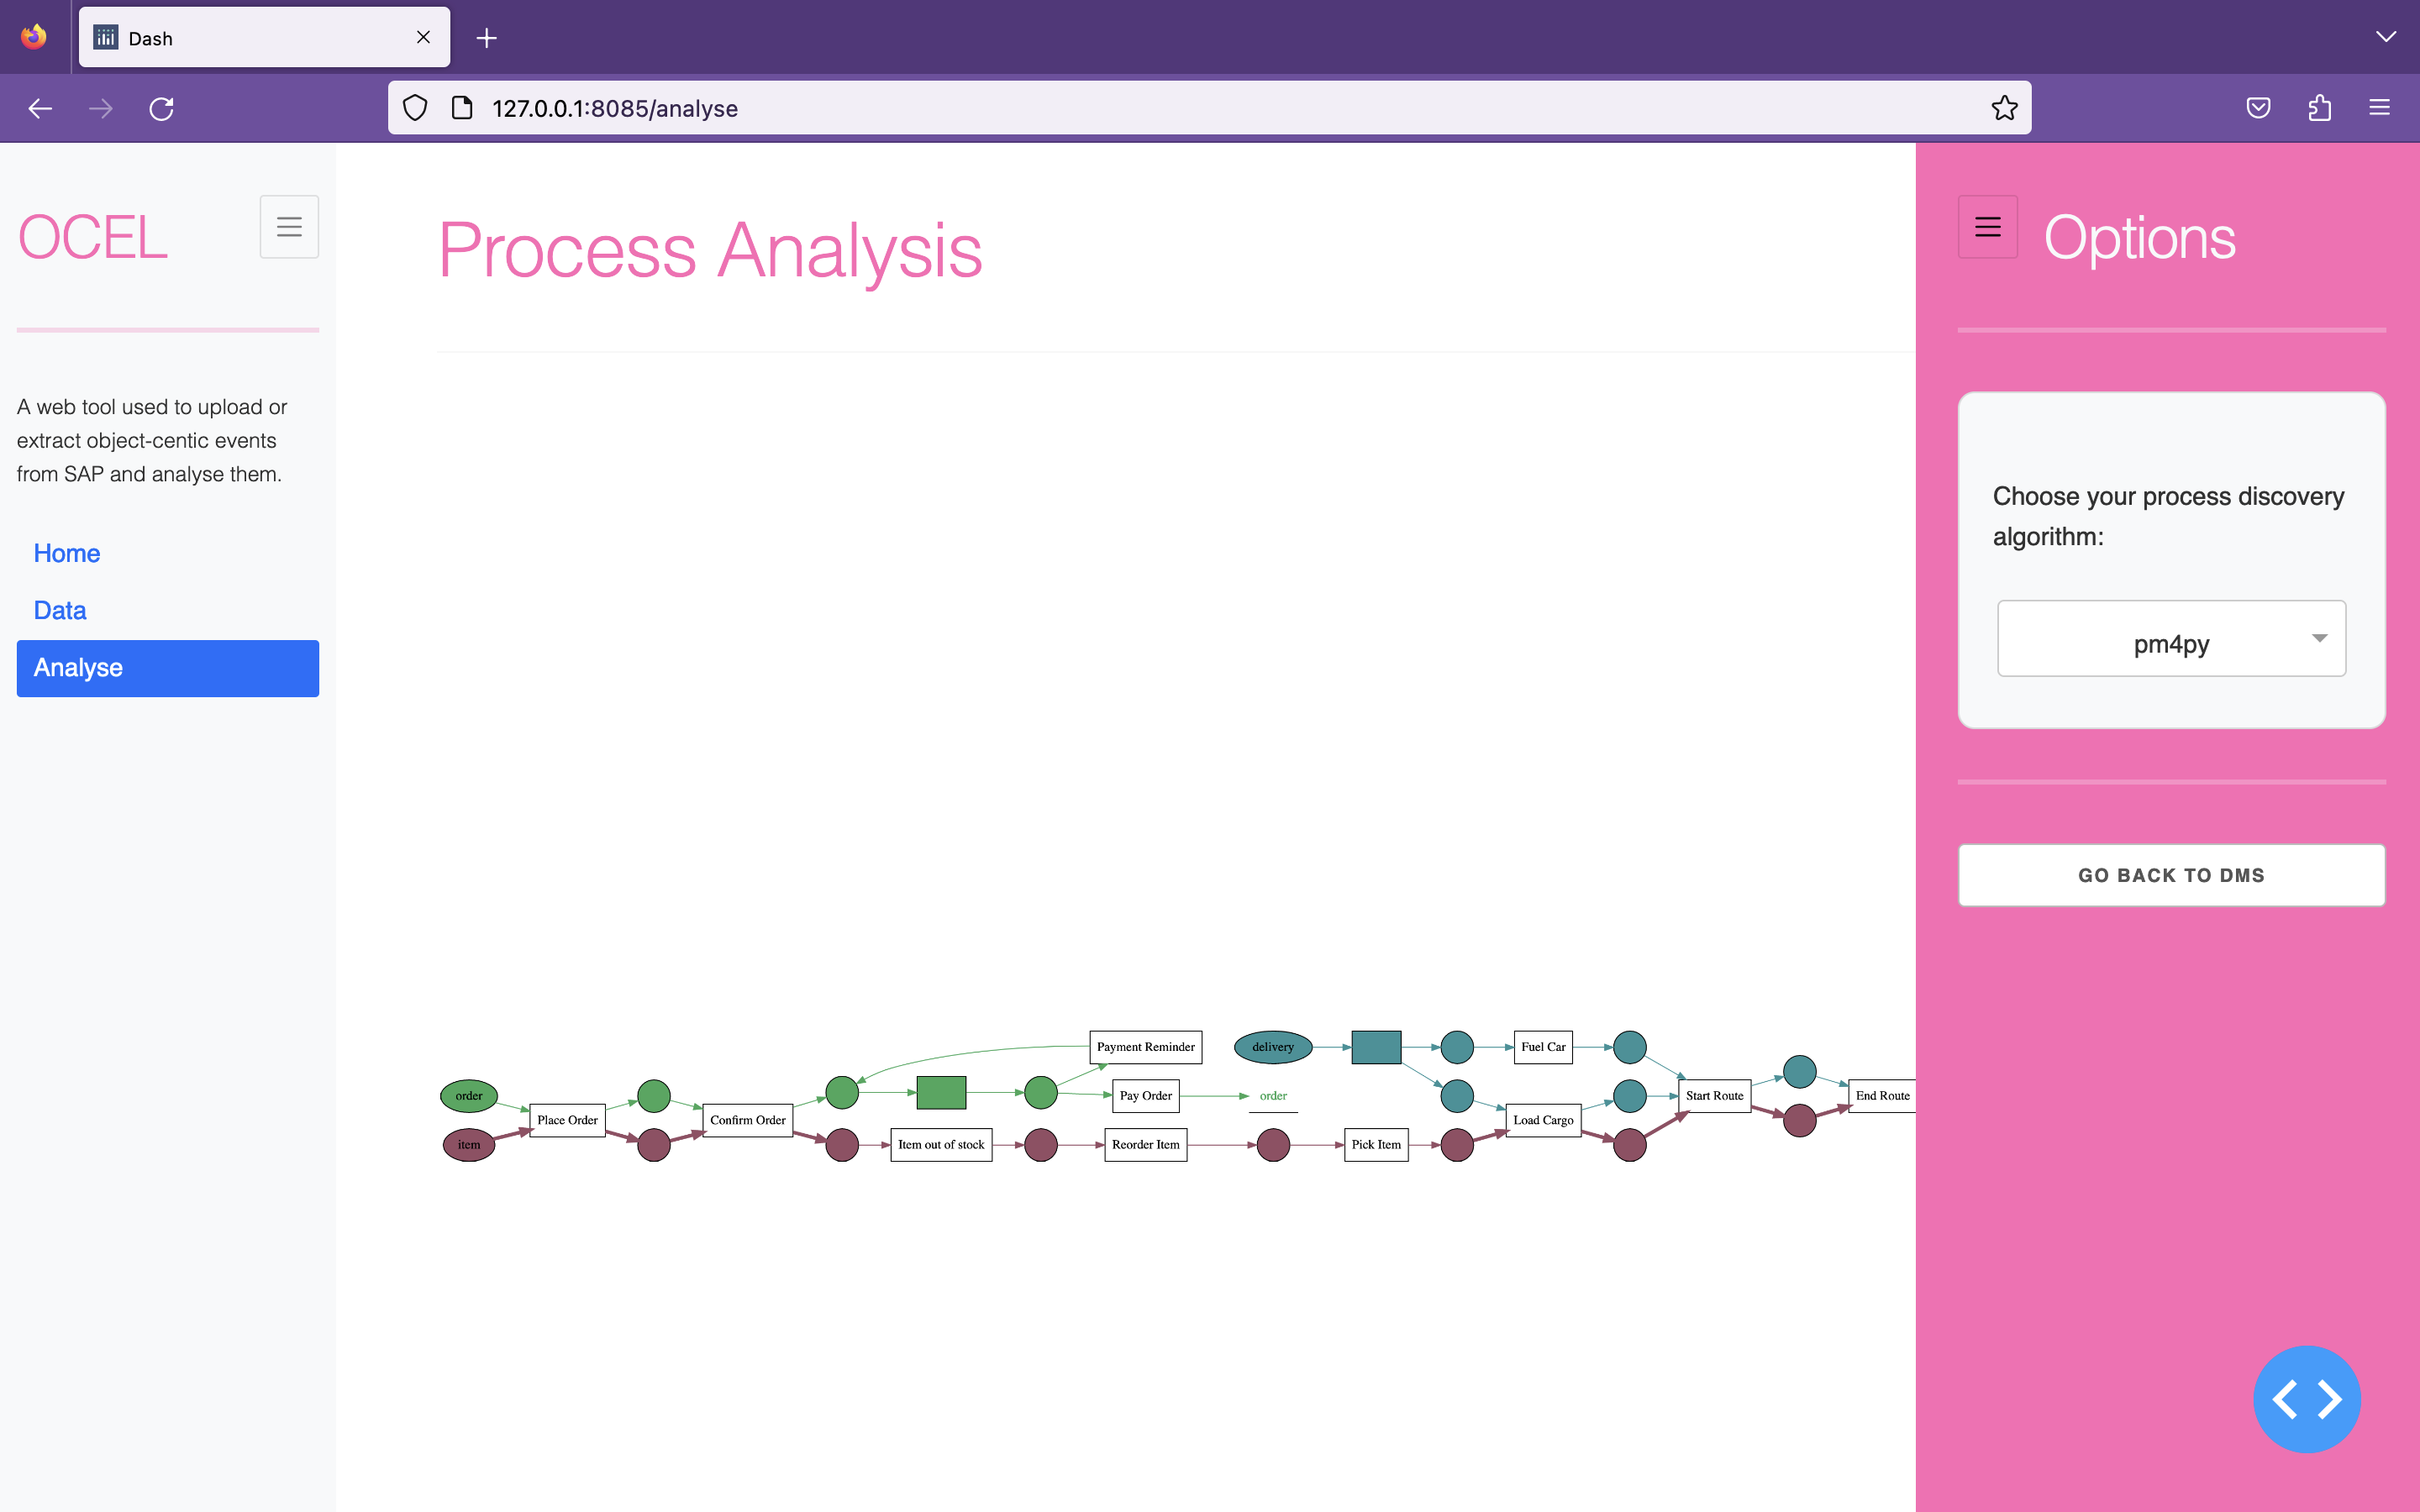 Dash
127.0.0.1:8085/analyse
OCEL
A web tool used to upload or
extract object-centic events
from SAP and analyse them.
Home
Data
Analyse
Process Analysis
Payment Reminder
delivery
Fuel Car
order
Pay Order
order
Start Route
End Route
Place Order
Confirm Order
Load Cargo
item
Item out of stock
Reorder Item
Pick Item
Options
Choose your process discovery
algorithm:
pm4py
GO BACK TO DMS